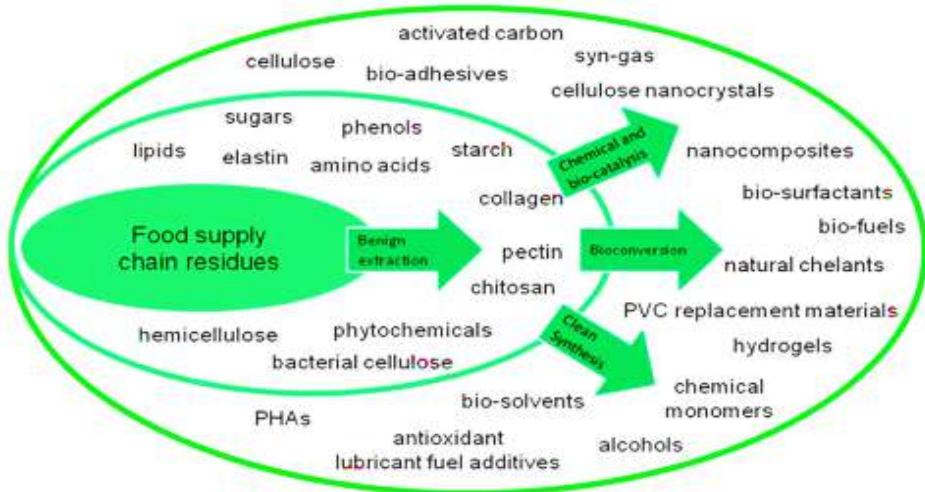 activated carbon
cellulose
syn-gas
bio-adhesives
cellulose nanocrystals
sugars
phenols
lipids
elastin
amino acids
starch
Chemical and
bio-catalysis
nanocomposites
collagen
bio-surfactants
bio-fuels
Food supply
chain residues
Benign
extraction
pectin
Bioconversion
natural chelants
chitosan
PVC replacement materials
hemicellulose
phytochemicals
Clean
Synthesis
hydrogels
bacterial cellulose
chemical
monomers
bio-solvents
PHAs
antioxidant
lubricant fuel additives
alcohols